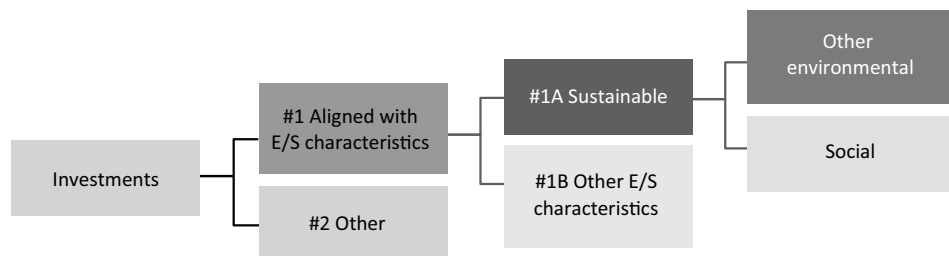 Investments
#1 Aligned with
E/S characteristics
#2 Other
#1A Sustainable
#1B Other E/S
characteristics
Other
environmental
Social